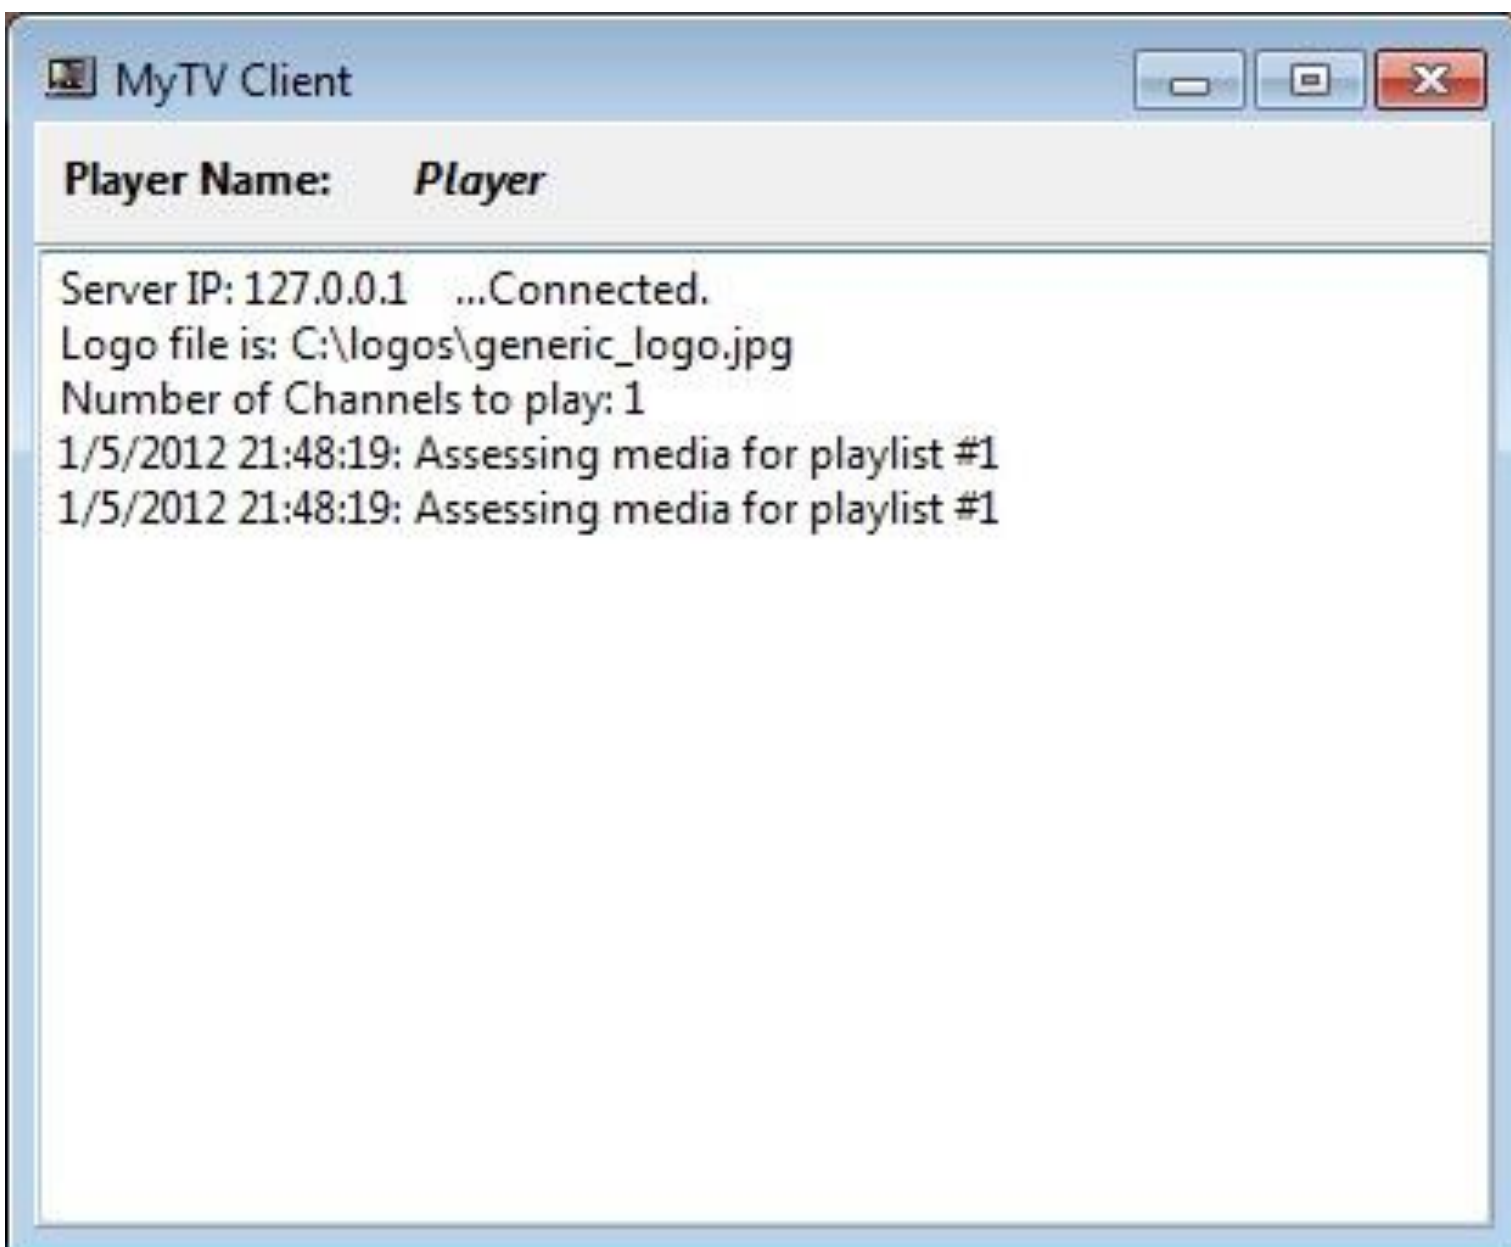 MyTV Client
Player Name: Player
Server IP: 127.0.0.1 ...Connected.
Logo file is: C:\logos\generic_logo.jpg
Number of Channels to play: 1
1/5/2012 21:48:19: Assessing media for playlist #1
1/5/2012 21:48:19: Assessing media for playlist #1